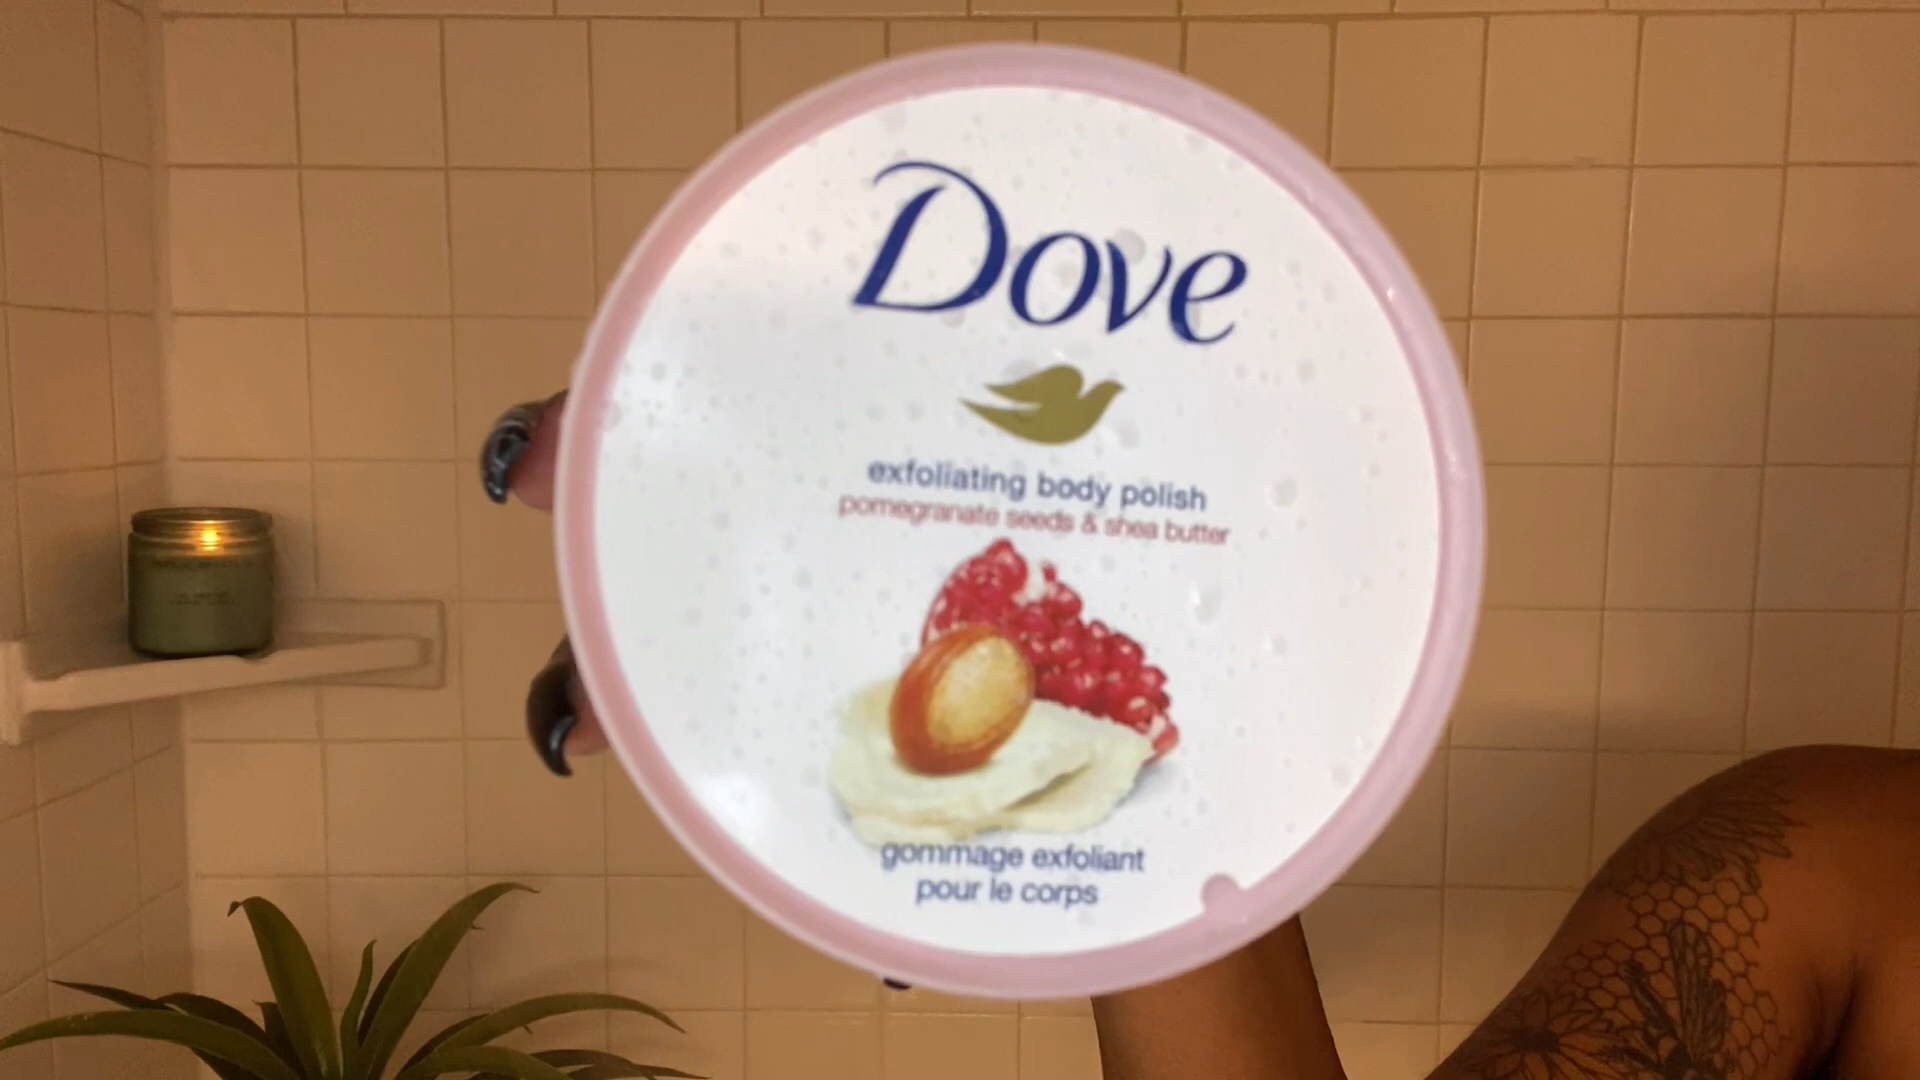 Dove
exfoliating body polish
pomegranate seeds & shea butter
gommage exfoliant
pour le corps